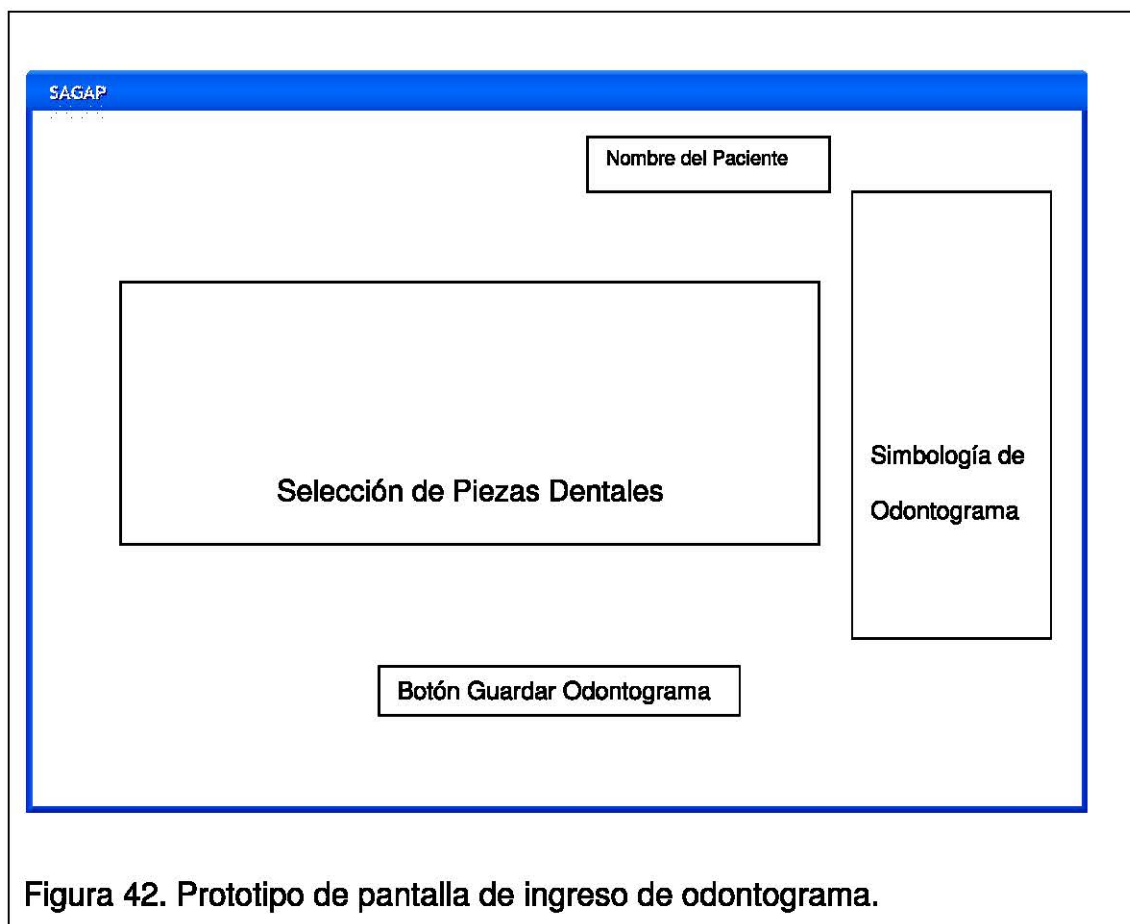 SAGAP
Nombre del Paciente
Selección de Piezas Dentales
Simbología de
Odontograma
Botón Guardar Odontograma
Figura 42. Prototipo de pantalla de ingreso de odontograma.